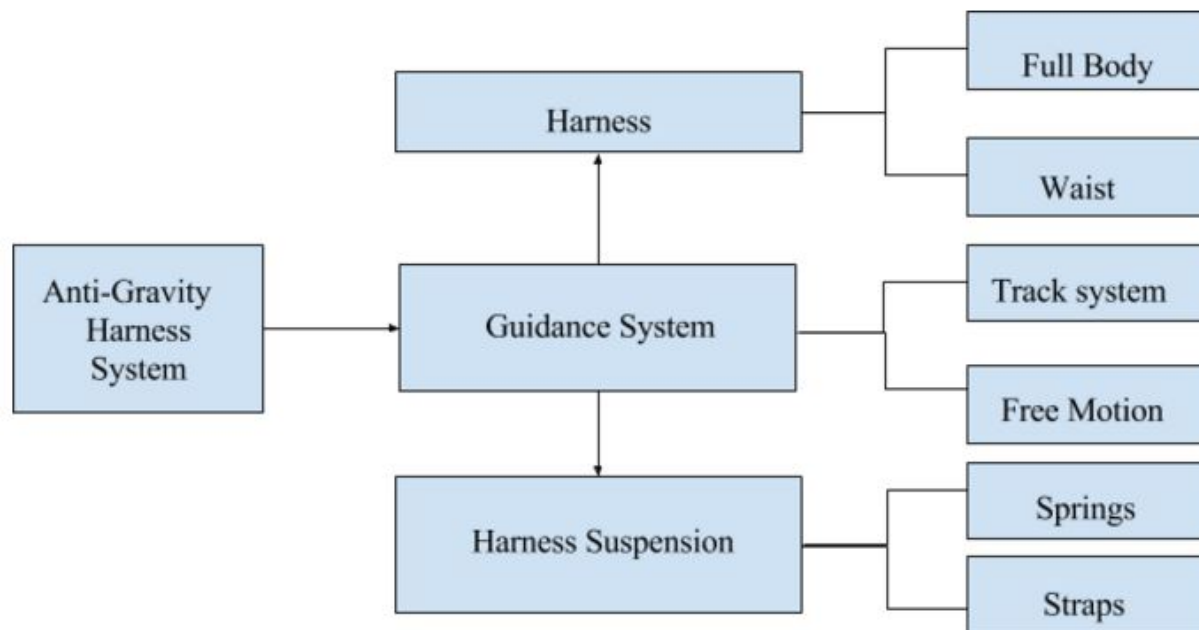 Full Body
Harness
Waist
Anti-Gravity
Harness
System
Guidance System
Track system
Free Motion
Harness Suspension
Springs
Straps